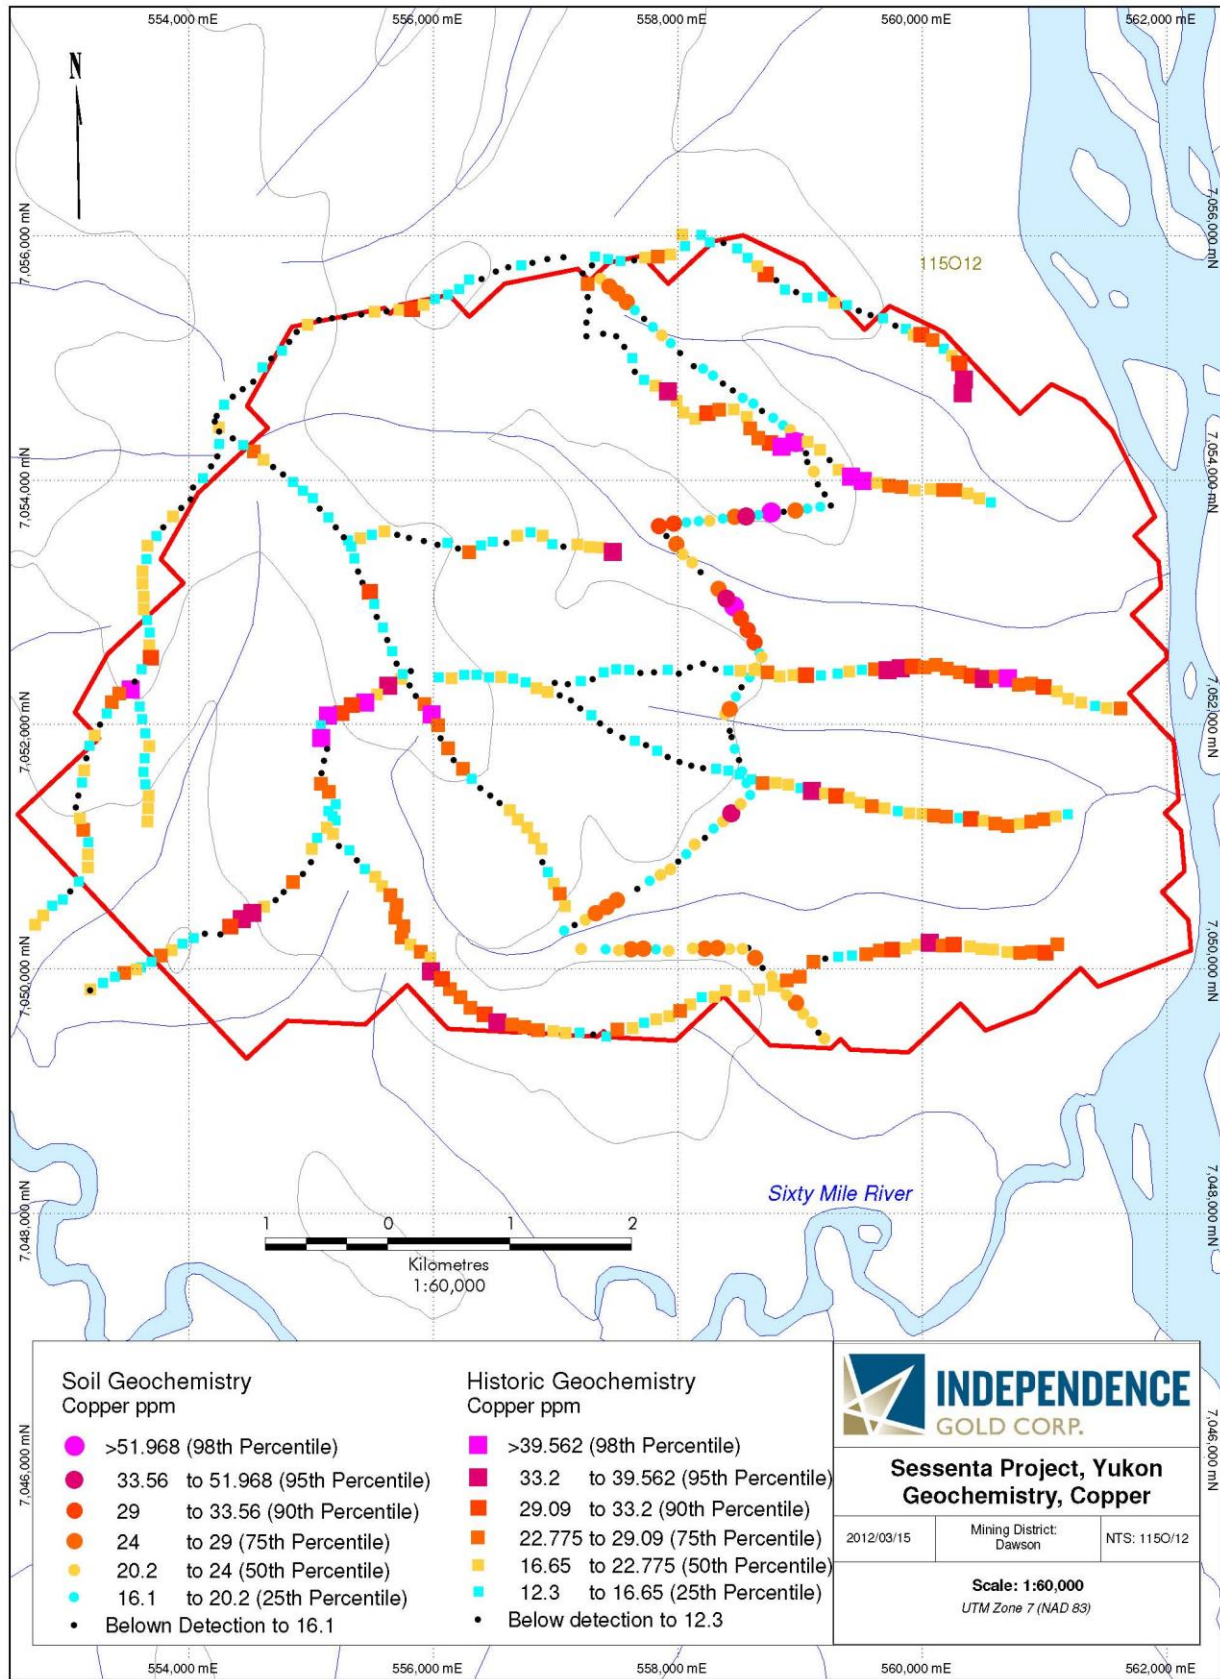 554,000 mE
556,000 mE
558,000 mE
560,000 mE
562,000 mE
N
7,056,000 mN
7,056,000 mN
115O12
7,054,000 mN
7,054,000 mN
7,052,000 mN
7,052,000 mN
7,050,000 mN
7,050,000 mN
7,048,000 mN
7,048,000 mN
Sixty Mile River
1 0 1 2
Kilometres
1:60,000
7,046,000 mN
7,046,000 mN
Soil Geochemistry
Copper ppm
>51.968 (98th Percentile)
33.56 to 51.968 (95th Percentile)
29 to 33.56 (90th Percentile)
24 to 29 (75th Percentile)
20.2 to 24 (50th Percentile)
16.1 to 20.2 (25th Percentile)
Belown Detection to 16.1
Historic Geochemistry
Copper ppm
>39.562 (98th Percentile)
33.2 to 39.562 (95th Percentile)
29.09 to 33.2 (90th Percentile)
22.775 to 29.09 (75th Percentile)
16.65 to 22.775 (50th Percentile)
12.3 to 16.65 (25th Percentile)
Below detection to 12.3
INDEPENDENCE
GOLD CORP.
Sessenta Project, Yukon
Geochemistry, Copper
2012/03/15
Mining District:
Dawson
NTS: 115O/12
Scale: 1:60,000
UTM Zone 7 (NAD 83)
554,000 mE
556,000 mE
558,000 mE
560,000 mE
562,000 mE